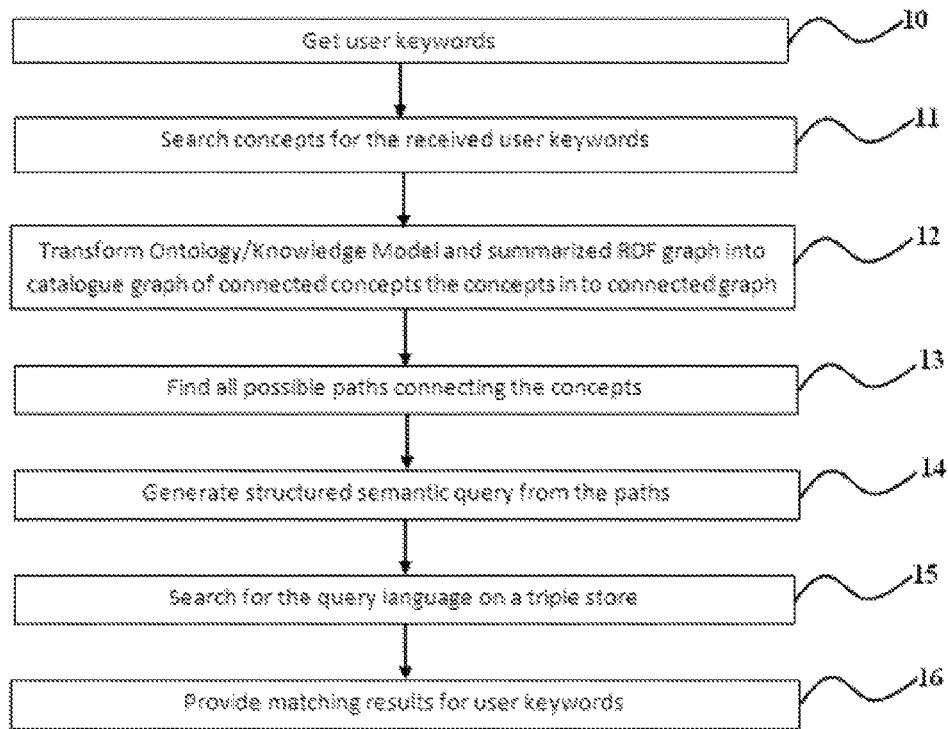 Get user keywords
10
Search concepts for the received user keywords
11
Transform Ontology/Knowledge Model and summarized RDF graph into
catalogue graph of connected concepts the concepts in to connected graph
12
Find all possible paths connecting the concepts
13
Generate structured semantic query from the paths
14
Search for the query language on a triple store
15
Provide matching results for user keywords
16